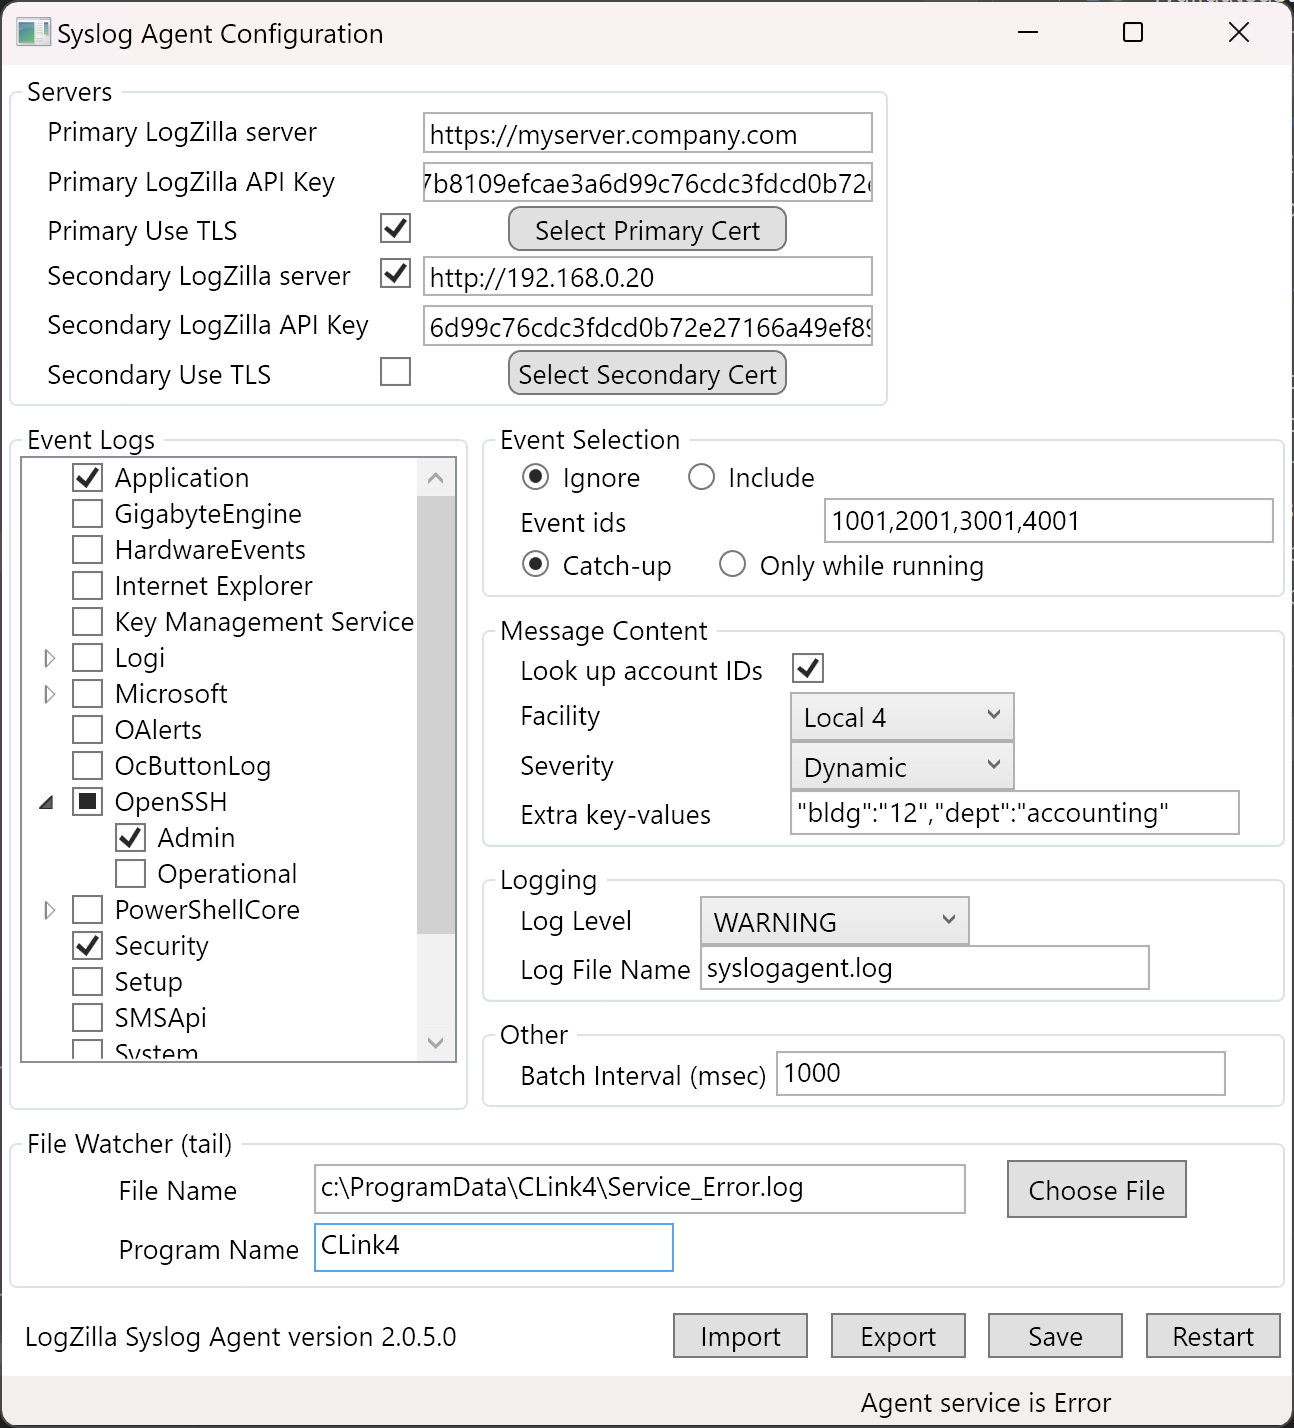 Syslog Agent Configuration
Servers
Primary LogZilla server
https://myserver.company.com
Primary LogZilla API Key
7b8109efcae3a6d99c76cdc3fdcd0b72
Primary Use TLS
Select Primary Cert
Secondary LogZilla server
http://192.168.0.20
Secondary LogZilla API Key
6d99c76cdc3fdcd0b72e27166a49ef89
Secondary Use TLS
Select Secondary Cert
Event Logs
Application
GigabyteEngine
HardwareEvents
Internet Explorer
Key Management Service
Logi
Microsoft
OAlerts
OcButtonLog
OpenSSH
Admin
Operational
PowerShellCore
Security
Setup
SMSApi
System
Event Selection
Ignore Include
Event ids 1001,2001,3001,4001
Catch-up Only while running
Message Content
Look up account IDs
Facility Local 4
Severity Dynamic
Extra key-values "bldg":"12","dept":"accounting"
Logging
Log Level WARNING
Log File Name syslogagent.log
Other
Batch Interval (msec) 1000
File Watcher (tail)
File Name c:\ProgramData\CLink4\Service_Error.log Choose File
Program Name CLink4
LogZilla Syslog Agent version 2.0.5.0 Import Export Save Restart
Agent service is Error